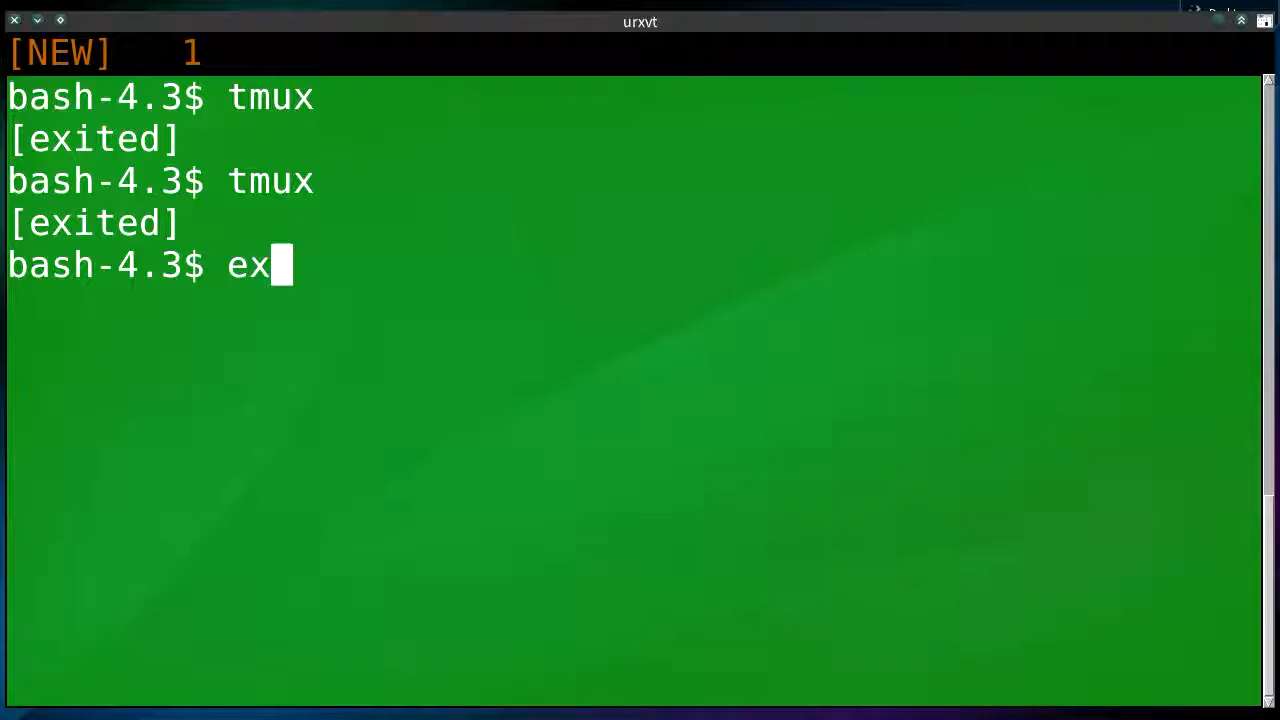 urxvt
[NEW] 1
bash-4.3$ tmux
[exited]
bash-4.3$ tmux
[exited]
bash-4.3$ ex